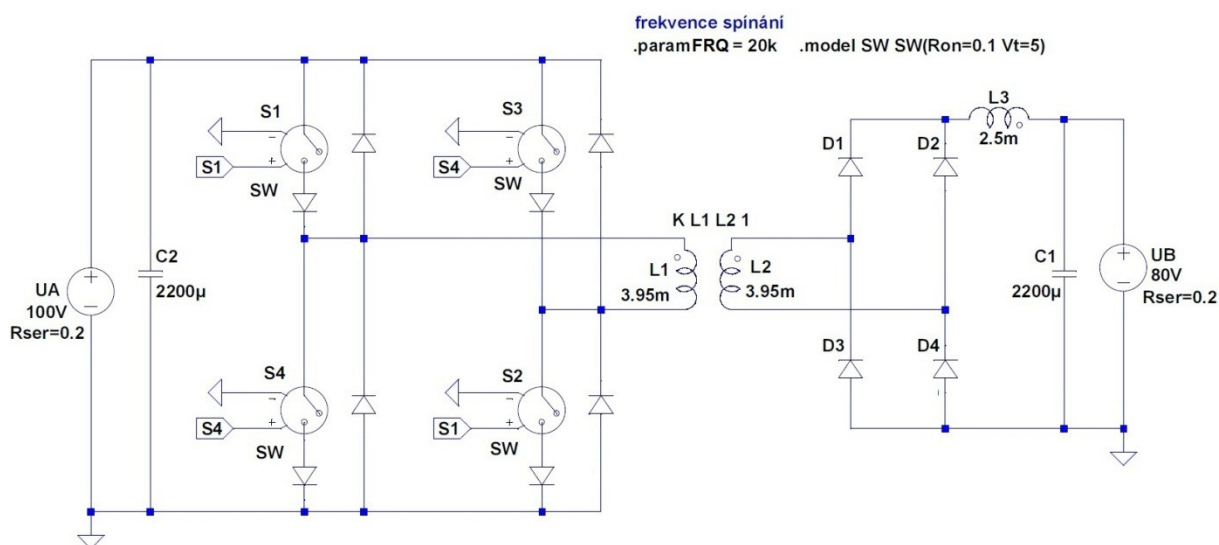 frekvence spínání
.paramFRQ = 20k .model SW SW(Ron=0.1 Vt=5)
S1
S1
SW
S3
S4
SW
L3
2.5m
D1
D2
K L1 L2 1
UA
100V
Rser=0.2
C2
2200µ
L1
3.95m
L2
3.95m
C1
2200µ
UB
80V
Rser=0.2
S4
S4
SW
S2
S1
SW
D3
D4